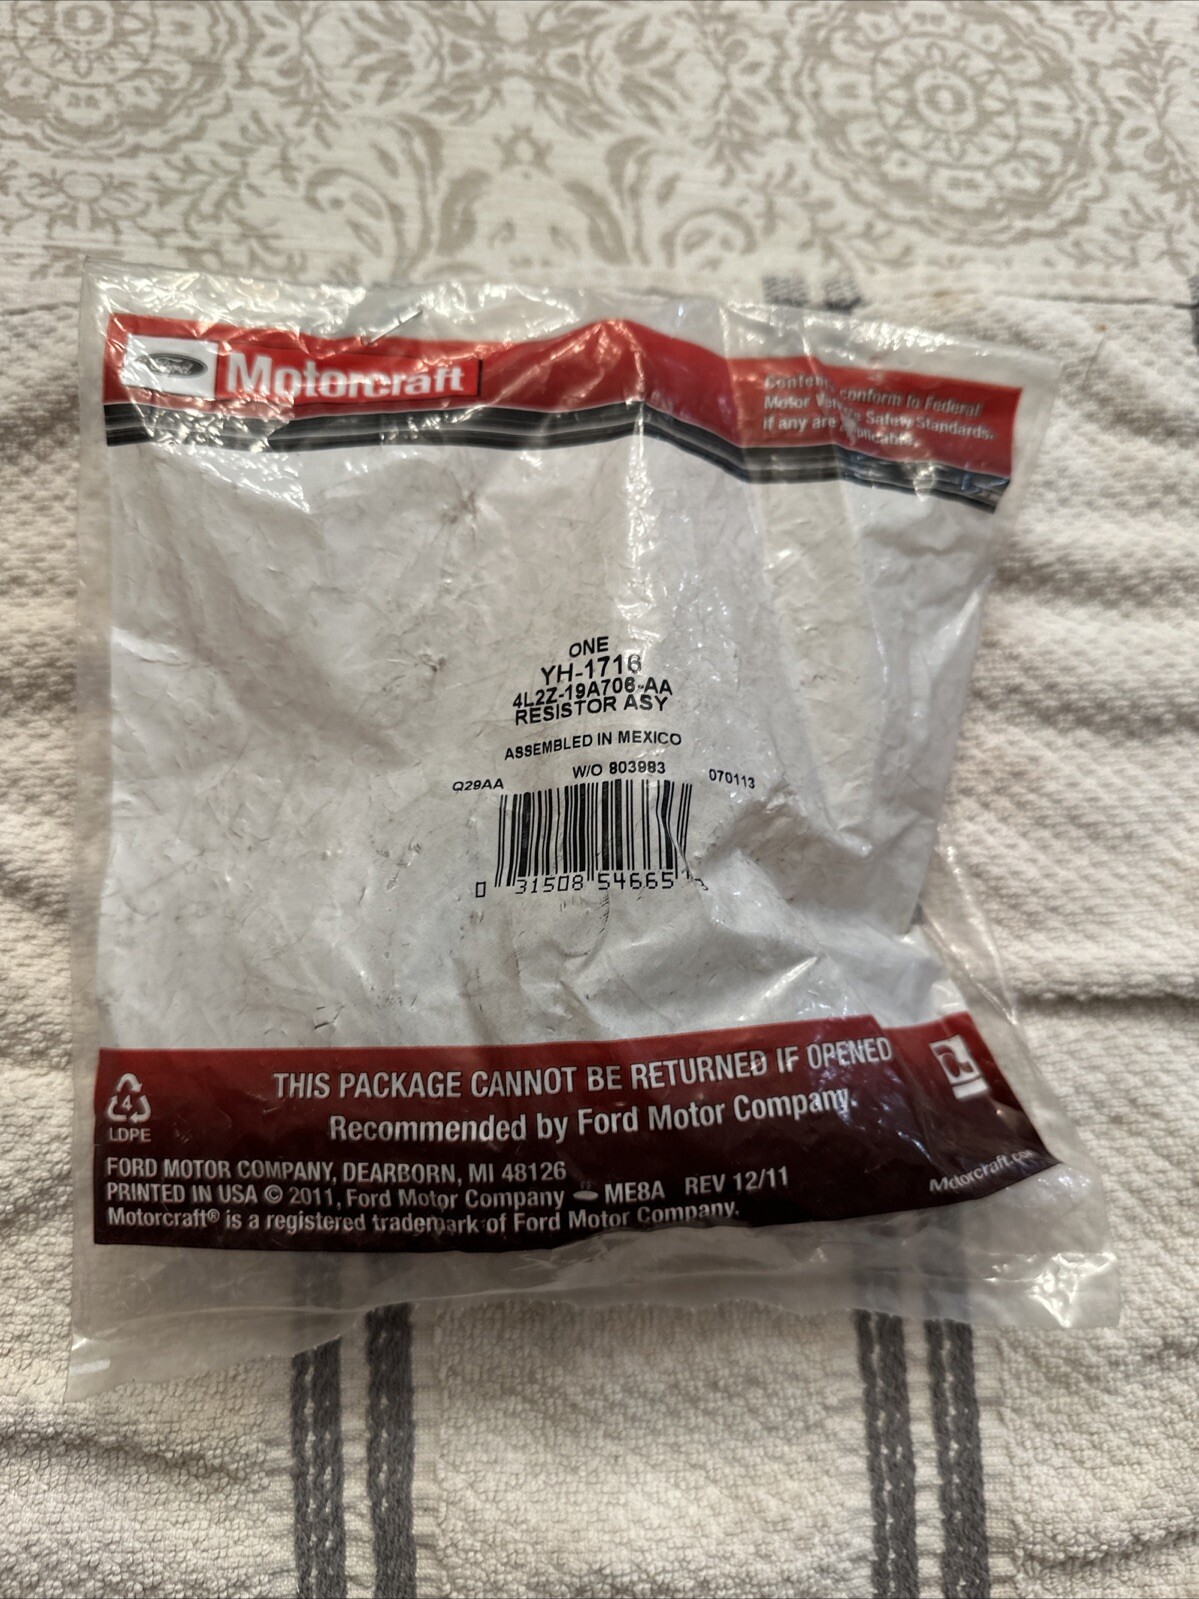 Ford
Motorcraft
Contents conform to Federal
Motor Vehicle Safety Standards,
if any are applicable.
ONE
YH-1716
4L2Z-19A706-AA
RESISTOR ASY
ASSEMBLED IN MEXICO
W/O 803983
Q29AA
070113
0 31508 54665
THIS PACKAGE CANNOT BE RETURNED IF OPENED
Recommended by Ford Motor Company.
4
LDPE
FORD MOTOR COMPANY, DEARBORN, MI 48126
PRINTED IN USA © 2011, Ford Motor Company ME8A REV 12/11
Motorcraft® is a registered trademark of Ford Motor Company.
Motorcraft.com